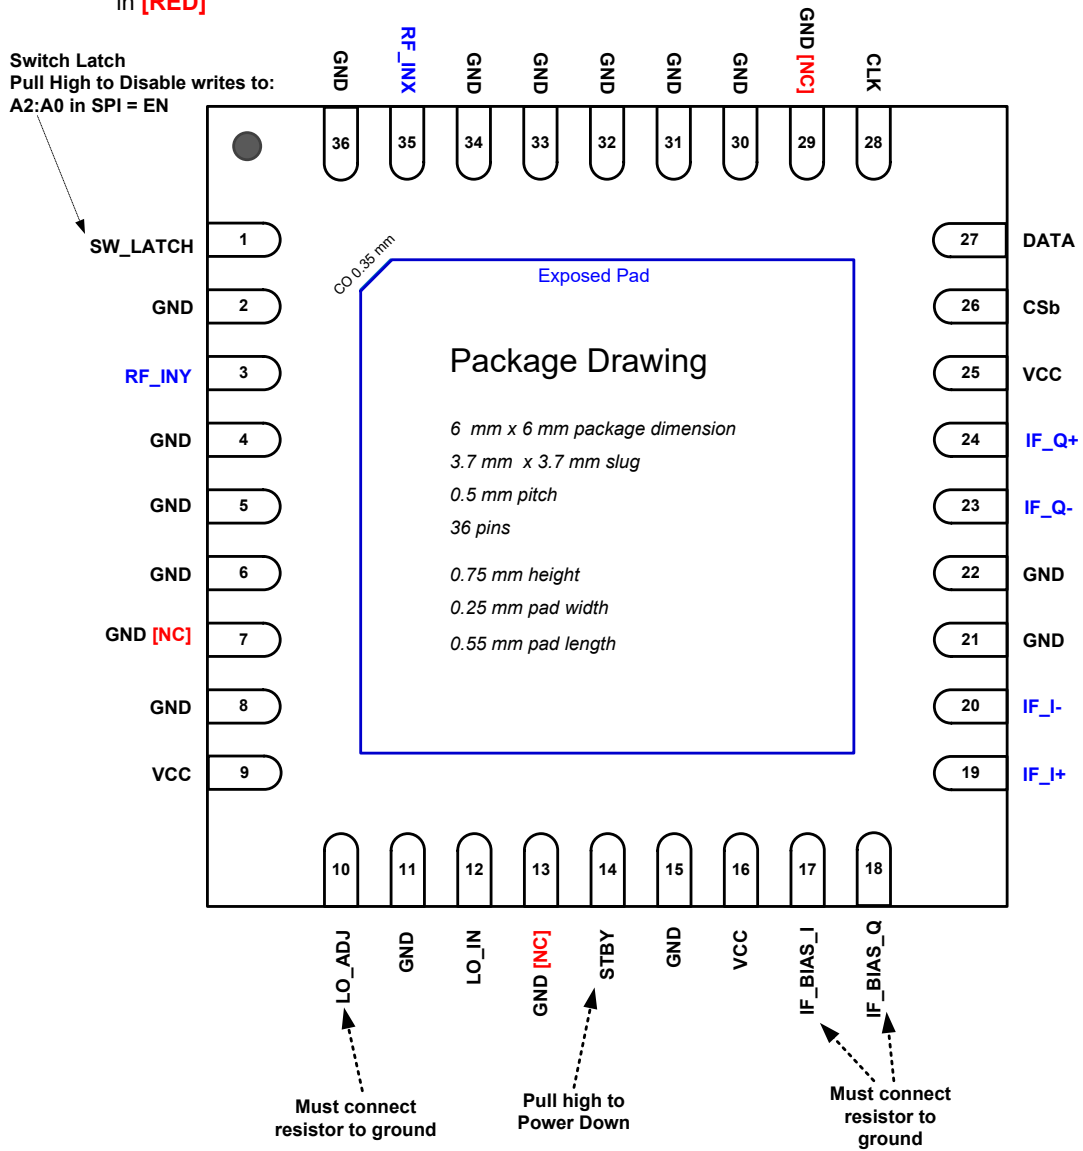 in [RED]
Switch Latch
Pull High to Disable writes to:
A2:A0 in SPI = EN
GND
RF_INX
GND
GND
GND
GND
GND
GND [NC]
CLK
36
35
34
33
32
31
30
29
28
SW_LATCH 1
GND 2
RF_INY 3
GND 4
GND 5
GND 6
GND [NC] 7
GND 8
VCC 9
CO 0.35 mm
Exposed Pad
Package Drawing
6 mm x 6 mm package dimension
3.7 mm x 3.7 mm slug
0.5 mm pitch
36 pins
0.75 mm height
0.25 mm pad width
0.55 mm pad length
27 DATA
26 CSb
25 VCC
24 IF_Q+
23 IF_Q-
22 GND
21 GND
20 IF_I-
19 IF_I+
10
11
12
13
14
15
16
17
18
LO_ADJ
GND
LO_IN
GND [NC]
STBY
GND
VCC
IF_BIAS_I
IF_BIAS_Q
Must connect
resistor to ground
Pull high to
Power Down
Must connect
resistor to
ground